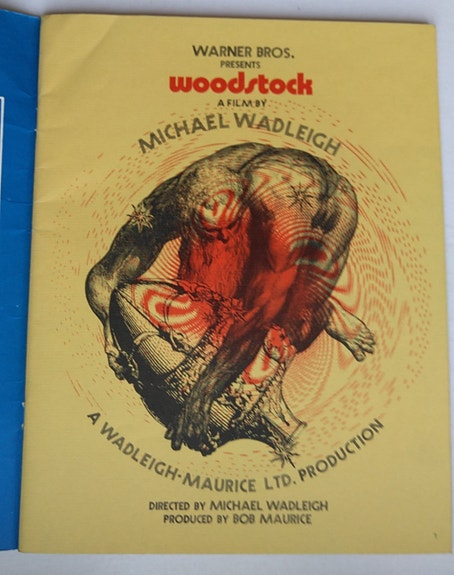 WARNER BROS.
PRESENTS
woodstock
A FILM BY
MICHAEL WADLEIGH
A WADLEIGH-MAURICE LTD. PRODUCTION
DIRECTED BY MICHAEL WADLEIGH
PRODUCED BY BOB MAURICE